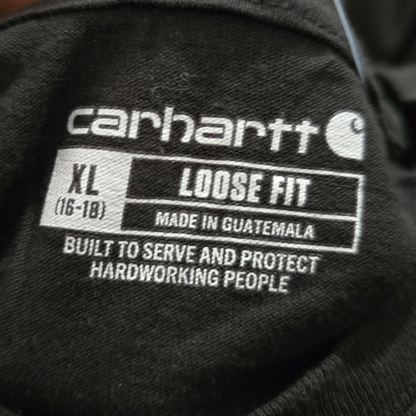 carhartt
XL
(16-18)
LOOSE FIT
MADE IN GUATEMALA
BUILT TO SERVE AND PROTECT
HARDWORKING PEOPLE